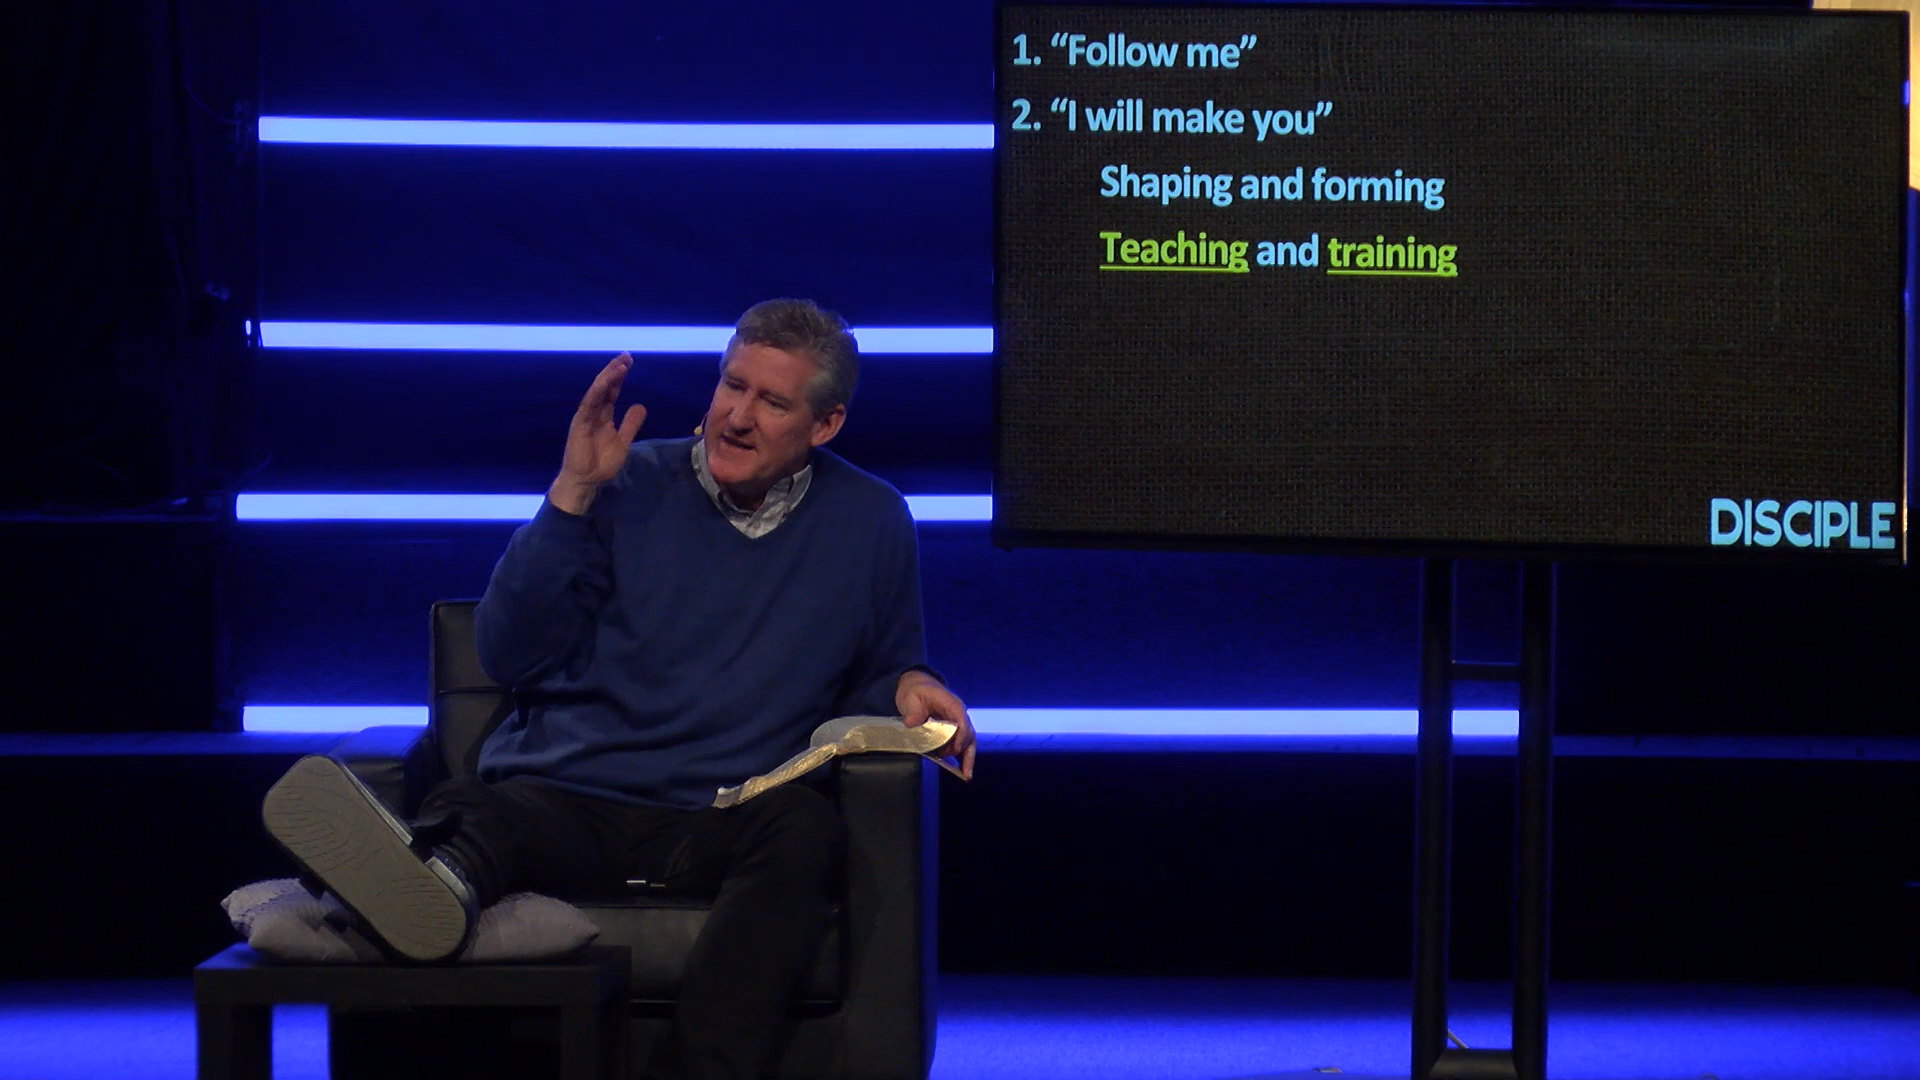 1. “Follow me”
2. “I will make you”
Shaping and forming
Teaching and training
DISCIPLE